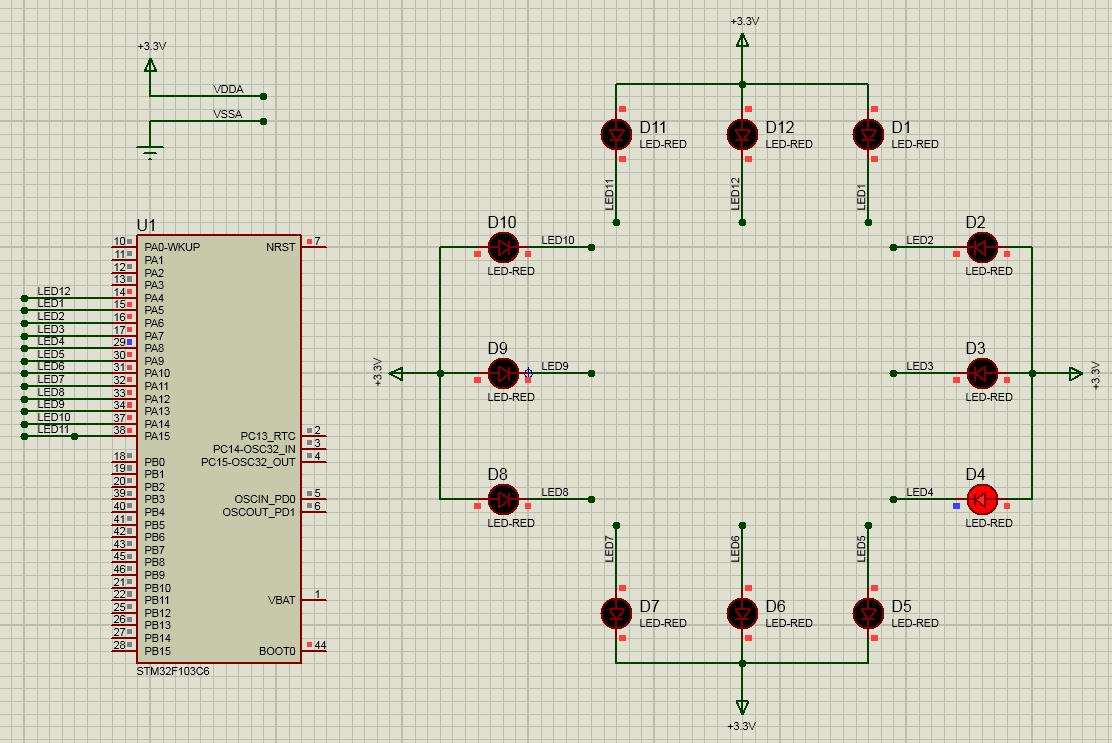 +3.3V
VDDA
VSSA
+3.3V
D11
LED-RED
D12
LED-RED
D1
LED-RED
LED11
LED12
LED1
D10
LED10
LED-RED
D2
LED2
LED-RED
D9
LED9
LED-RED
+3.3V
D3
LED3
LED-RED
+3.3V
D8
LED8
LED-RED
D4
LED4
LED-RED
LED7
LED6
LED5
D7
LED-RED
D6
LED-RED
D5
LED-RED
+3.3V
U1
10 PA0-WKUP
11 PA1
12 PA2
13 PA3
LED12 14 PA4
LED1 15 PA5
LED2 16 PA6
LED3 17 PA7
LED4 29 PA8
LED5 30 PA9
LED6 31 PA10
LED7 32 PA11
LED8 33 PA12
LED9 34 PA13
LED10 37 PA14
LED11 38 PA15
18 PB0
19 PB1
20 PB2
39 PB3
40 PB4
41 PB5
42 PB6
43 PB7
45 PB8
46 PB9
21 PB10
22 PB11
25 PB12
26 PB13
27 PB14
28 PB15
NRST 7
PC13_RTC 2
PC14-OSC32_IN 3
PC15-OSC32_OUT 4
OSCIN_PD0 5
OSCOUT_PD1 6
VBAT 1
BOOT0 44
STM32F103C6